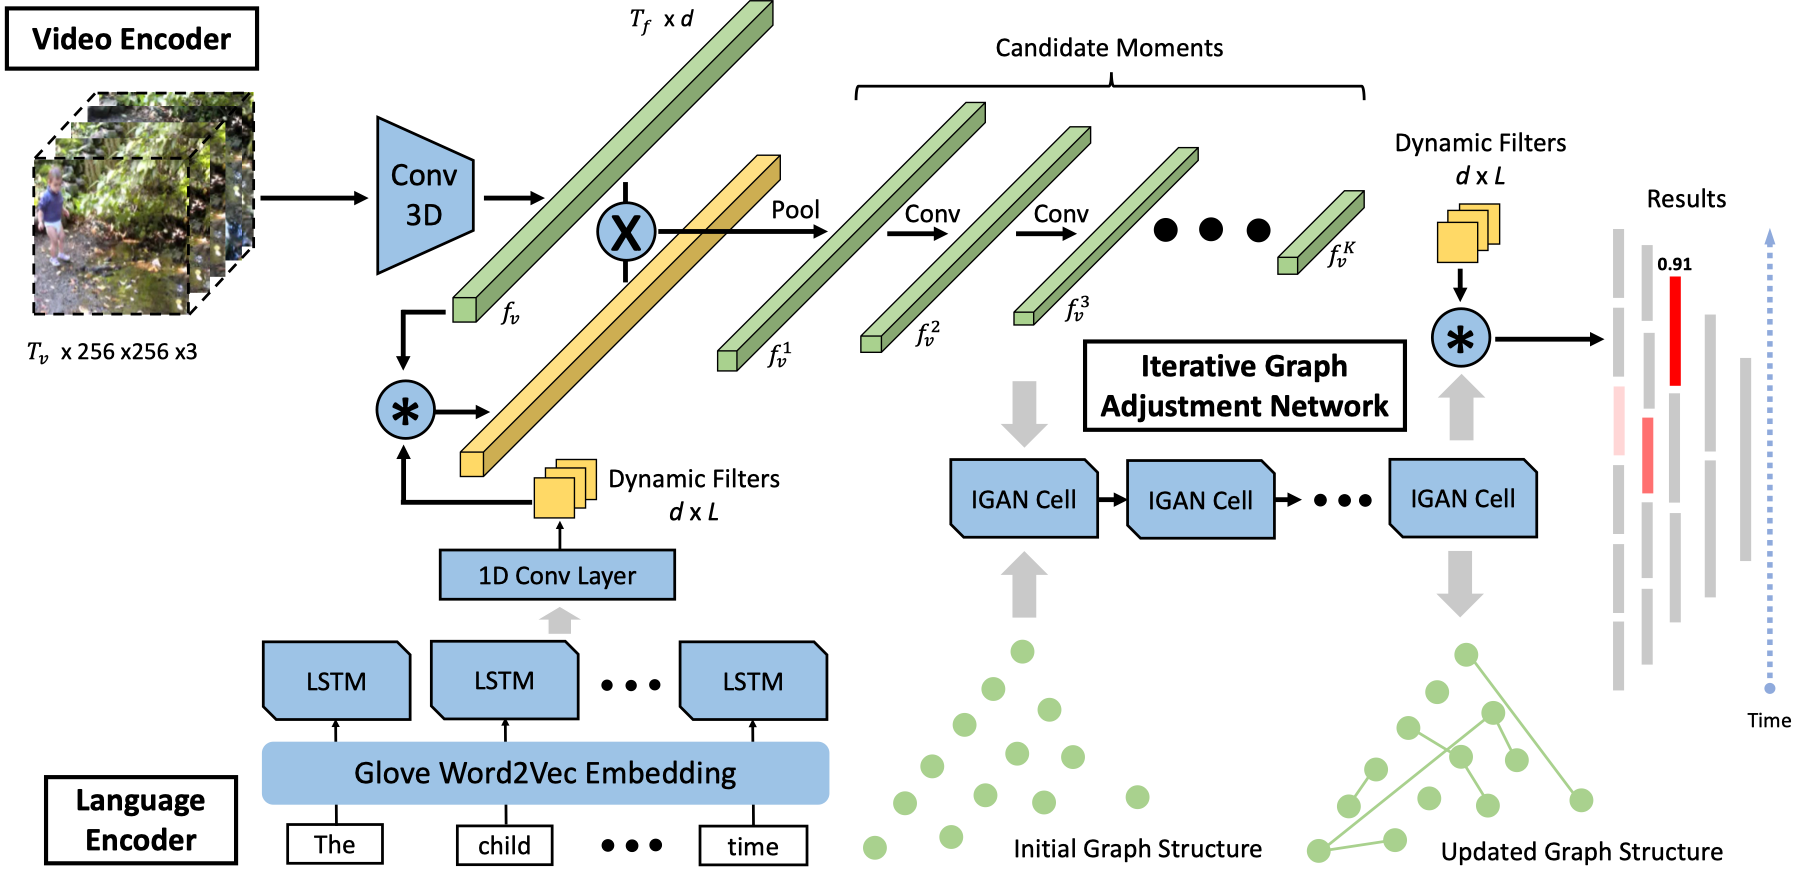 Video Encoder
T_f x d
Candidate Moments
Dynamic Filters
d x L
Conv
3D
X
Pool
Conv
Conv
Results
0.91
f_v
f_v^1
f_v^2
f_v^3
f_v^K
T_v x 256 x256 x3
*
*
Iterative Graph
Adjustment Network
Dynamic Filters
d x L
IGAN Cell
IGAN Cell
IGAN Cell
1D Conv Layer
LSTM
LSTM
LSTM
Time
Glove Word2Vec Embedding
Language
Encoder
The
child
time
Initial Graph Structure
Updated Graph Structure